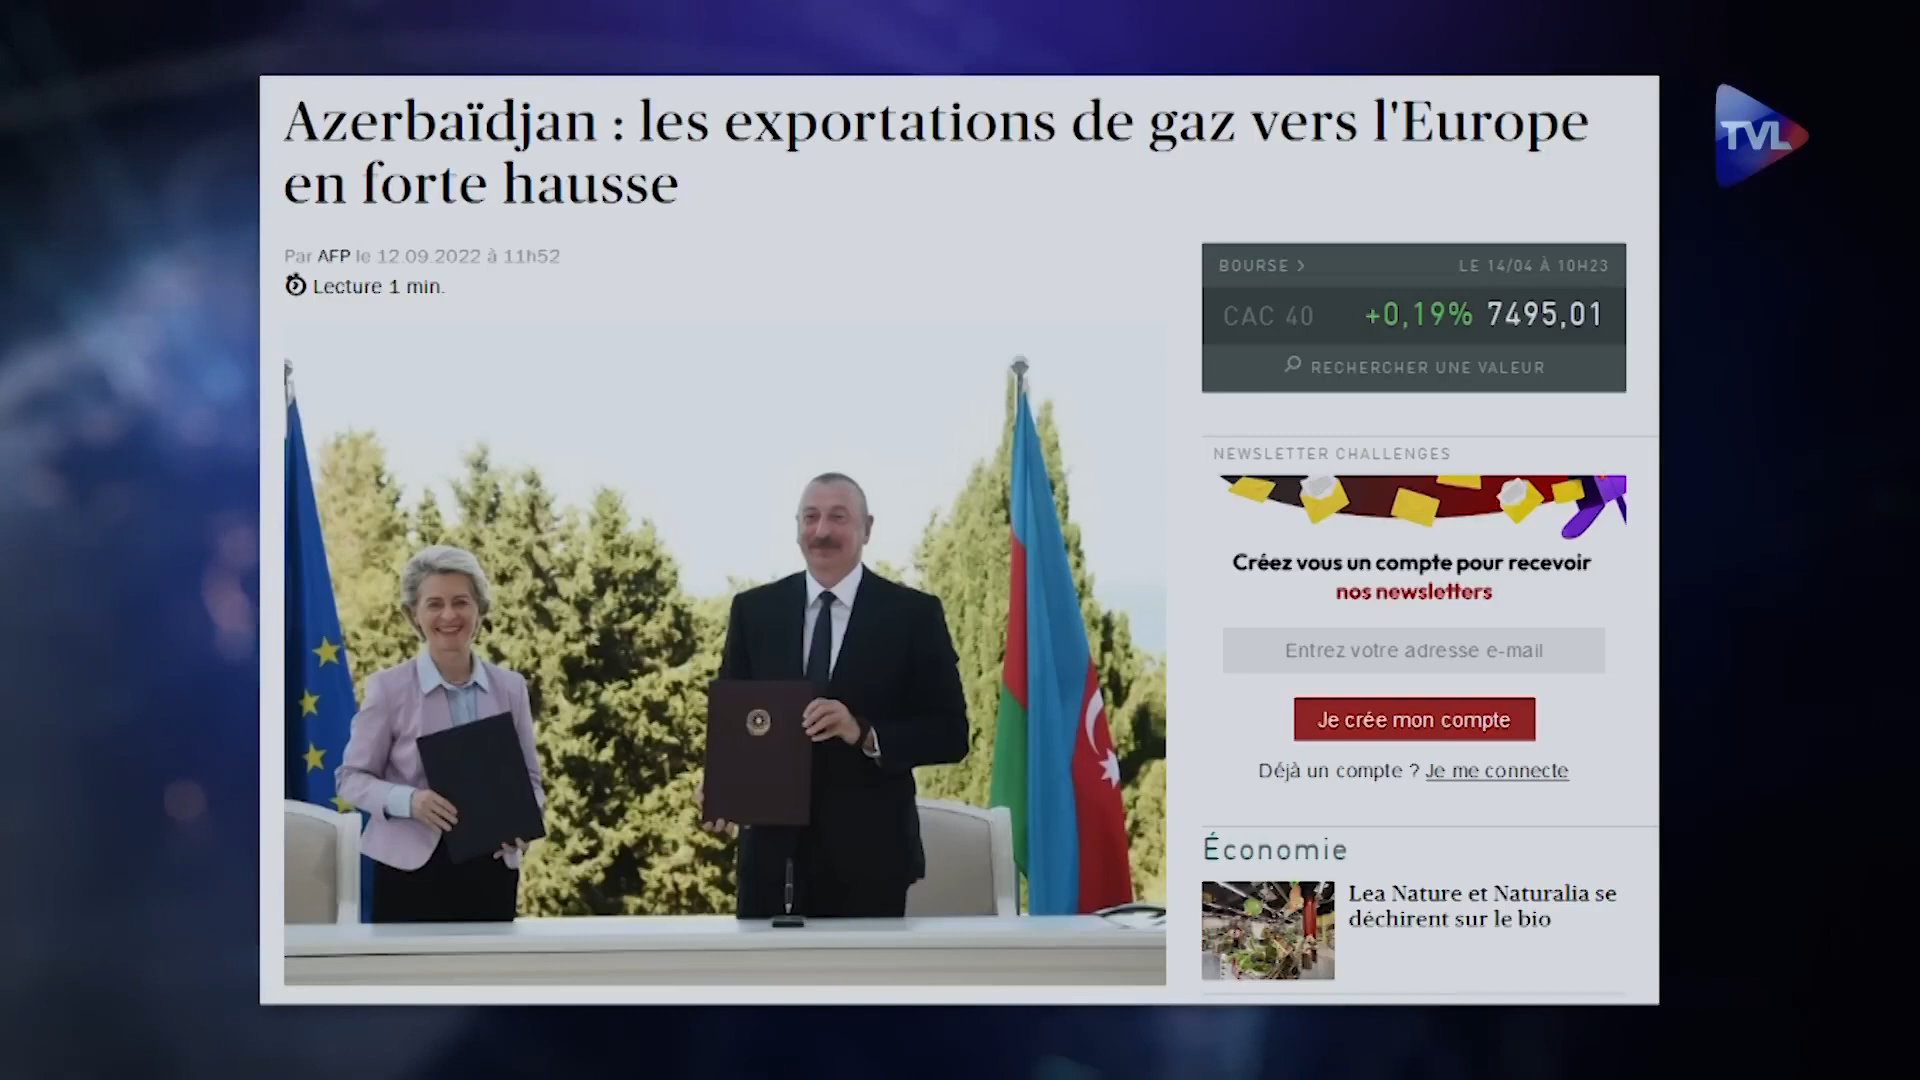 Azerbaïdjan : les exportations de gaz vers l'Europe
en forte hausse
Par AFP le 12.09.2022 à 11h52
Lecture 1 min.
TVL
BOURSE >
LE 14/04 À 10H23
CAC 40 +0,19% 7495,01
RECHERCHER UNE VALEUR
NEWSLETTER CHALLENGES
Créez vous un compte pour recevoir
nos newsletters
Entrez votre adresse e-mail
Je crée mon compte
Déjà un compte ? Je me connecte
Économie
Lea Nature et Naturalia se
déchirent sur le bio